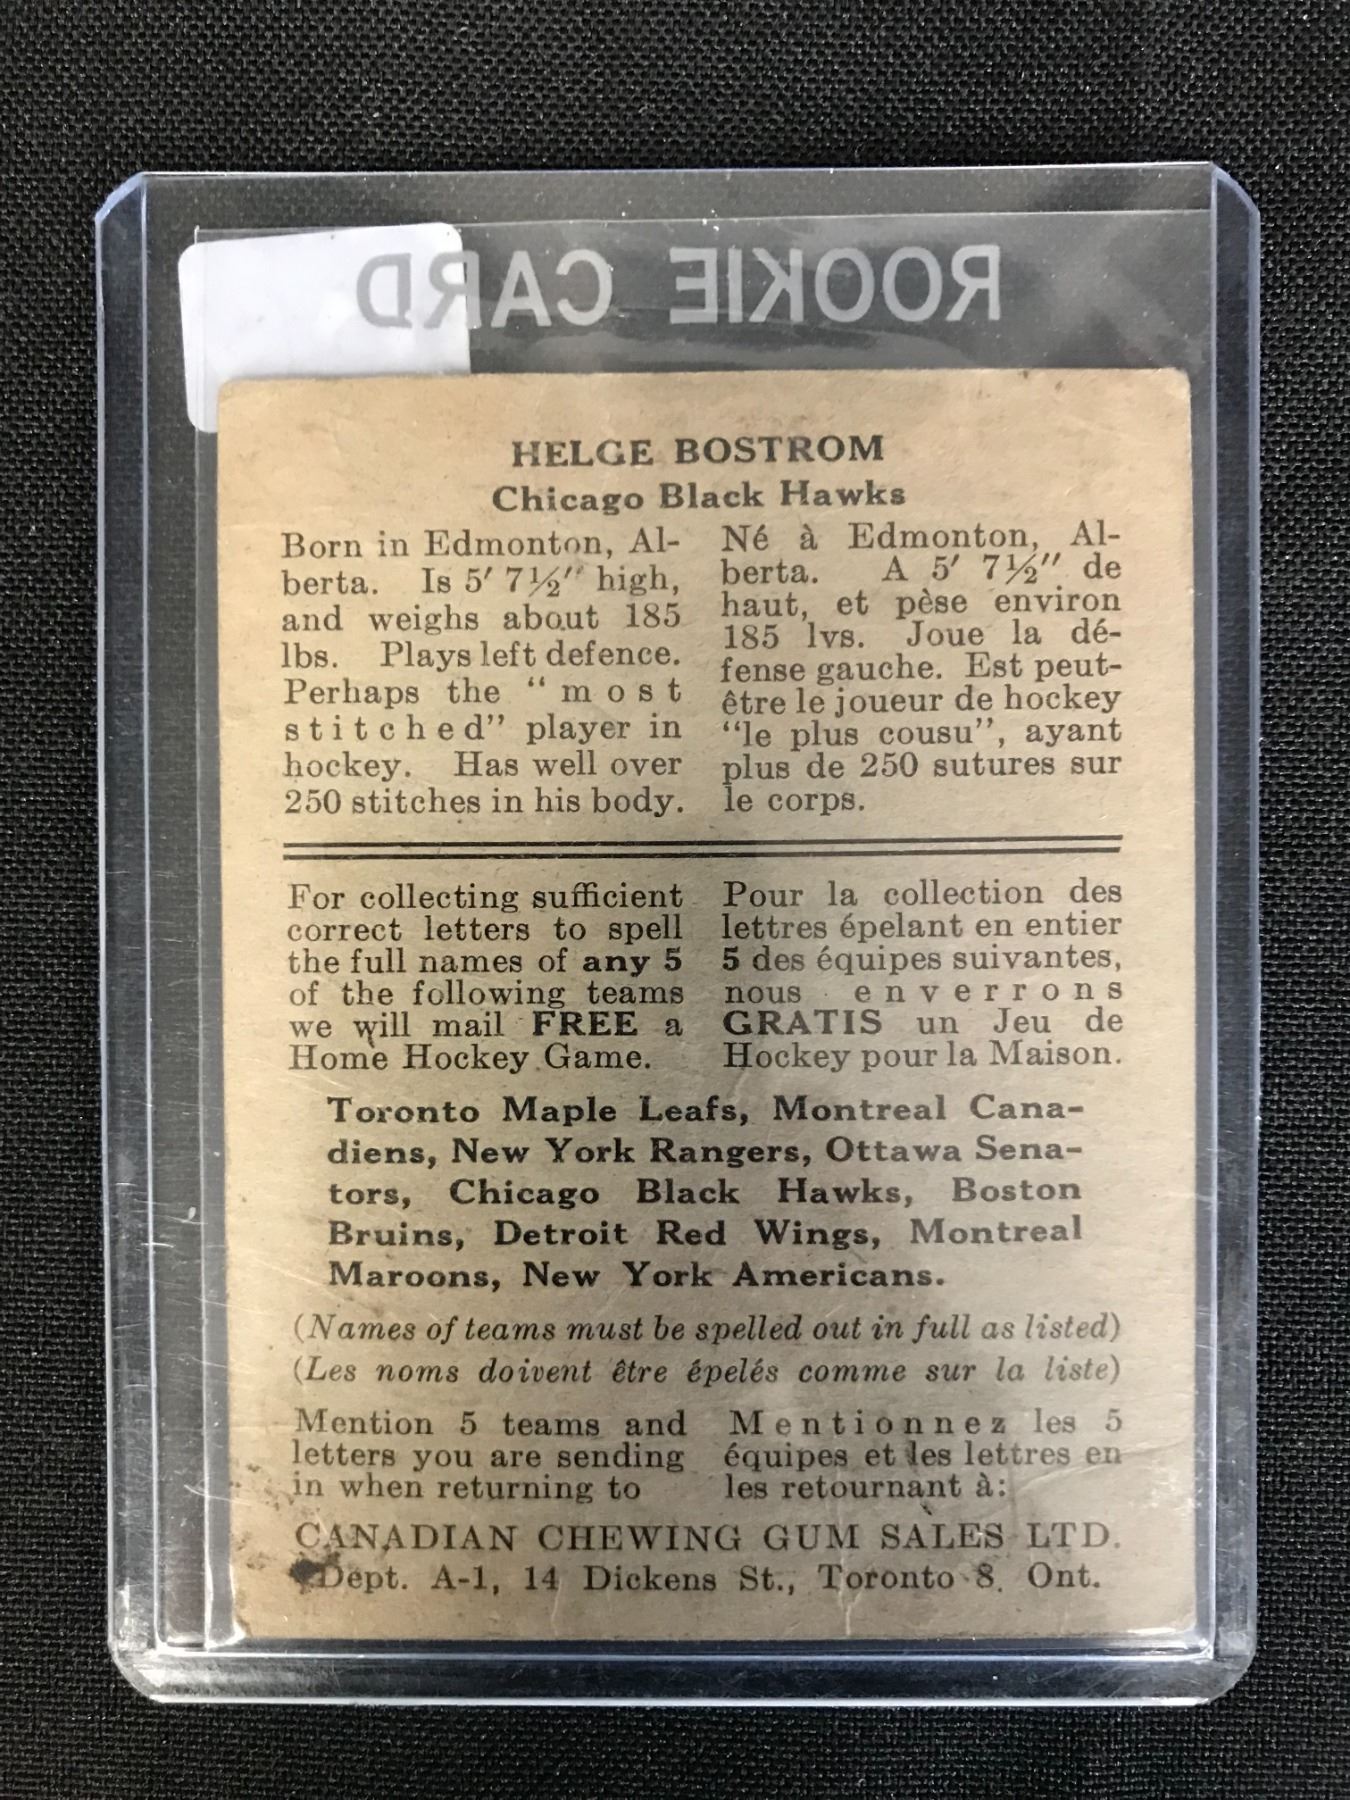 ROOKIE CARD
HELGE BOSTROM
Chicago Black Hawks
Born in Edmonton, Al-
berta. Is 5' 7½" high,
and weighs about 185
lbs. Plays left defence.
Perhaps the "most
stitched" player in
hockey. Has well over
250 stitches in his body.
Né à Edmonton, Al-
berta. A 5' 7½" de
haut, et pèse environ
185 lvs. Joue la dé-
fense gauche. Est peut-
être le joueur de hockey
"le plus cousu", ayant
plus de 250 sutures sur
le corps.
For collecting sufficient
correct letters to spell
the full names of any 5
of the following teams
we will mail FREE a
Home Hockey Game.
Pour la collection des
lettres épelant en entier
5 des équipes suivantes,
nous enverrons
GRATIS un Jeu de
Hockey pour la Maison.
Toronto Maple Leafs, Montreal Cana-
diens, New York Rangers, Ottawa Sena-
tors, Chicago Black Hawks, Boston
Bruins, Detroit Red Wings, Montreal
Maroons, New York Americans.
(Names of teams must be spelled out in full as listed)
(Les noms doivent être épelés comme sur la liste)
Mention 5 teams and
letters you are sending
in when returning to
Mentionnez les 5
équipes et les lettres en
les retournant à:
CANADIAN CHEWING GUM SALES LTD.
Dept. A-1, 14 Dickens St., Toronto 8, Ont.